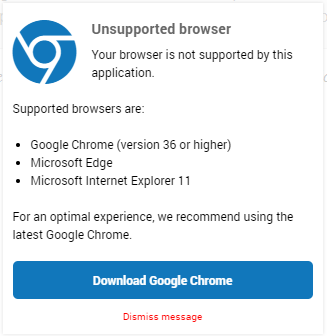 Unsupported browser
Your browser is not supported by this
application.
Supported browsers are:
Google Chrome (version 36 or higher)
Microsoft Edge
Microsoft Internet Explorer 11
For an optimal experience, we recommend using the
latest Google Chrome.
Download Google Chrome
Dismiss message